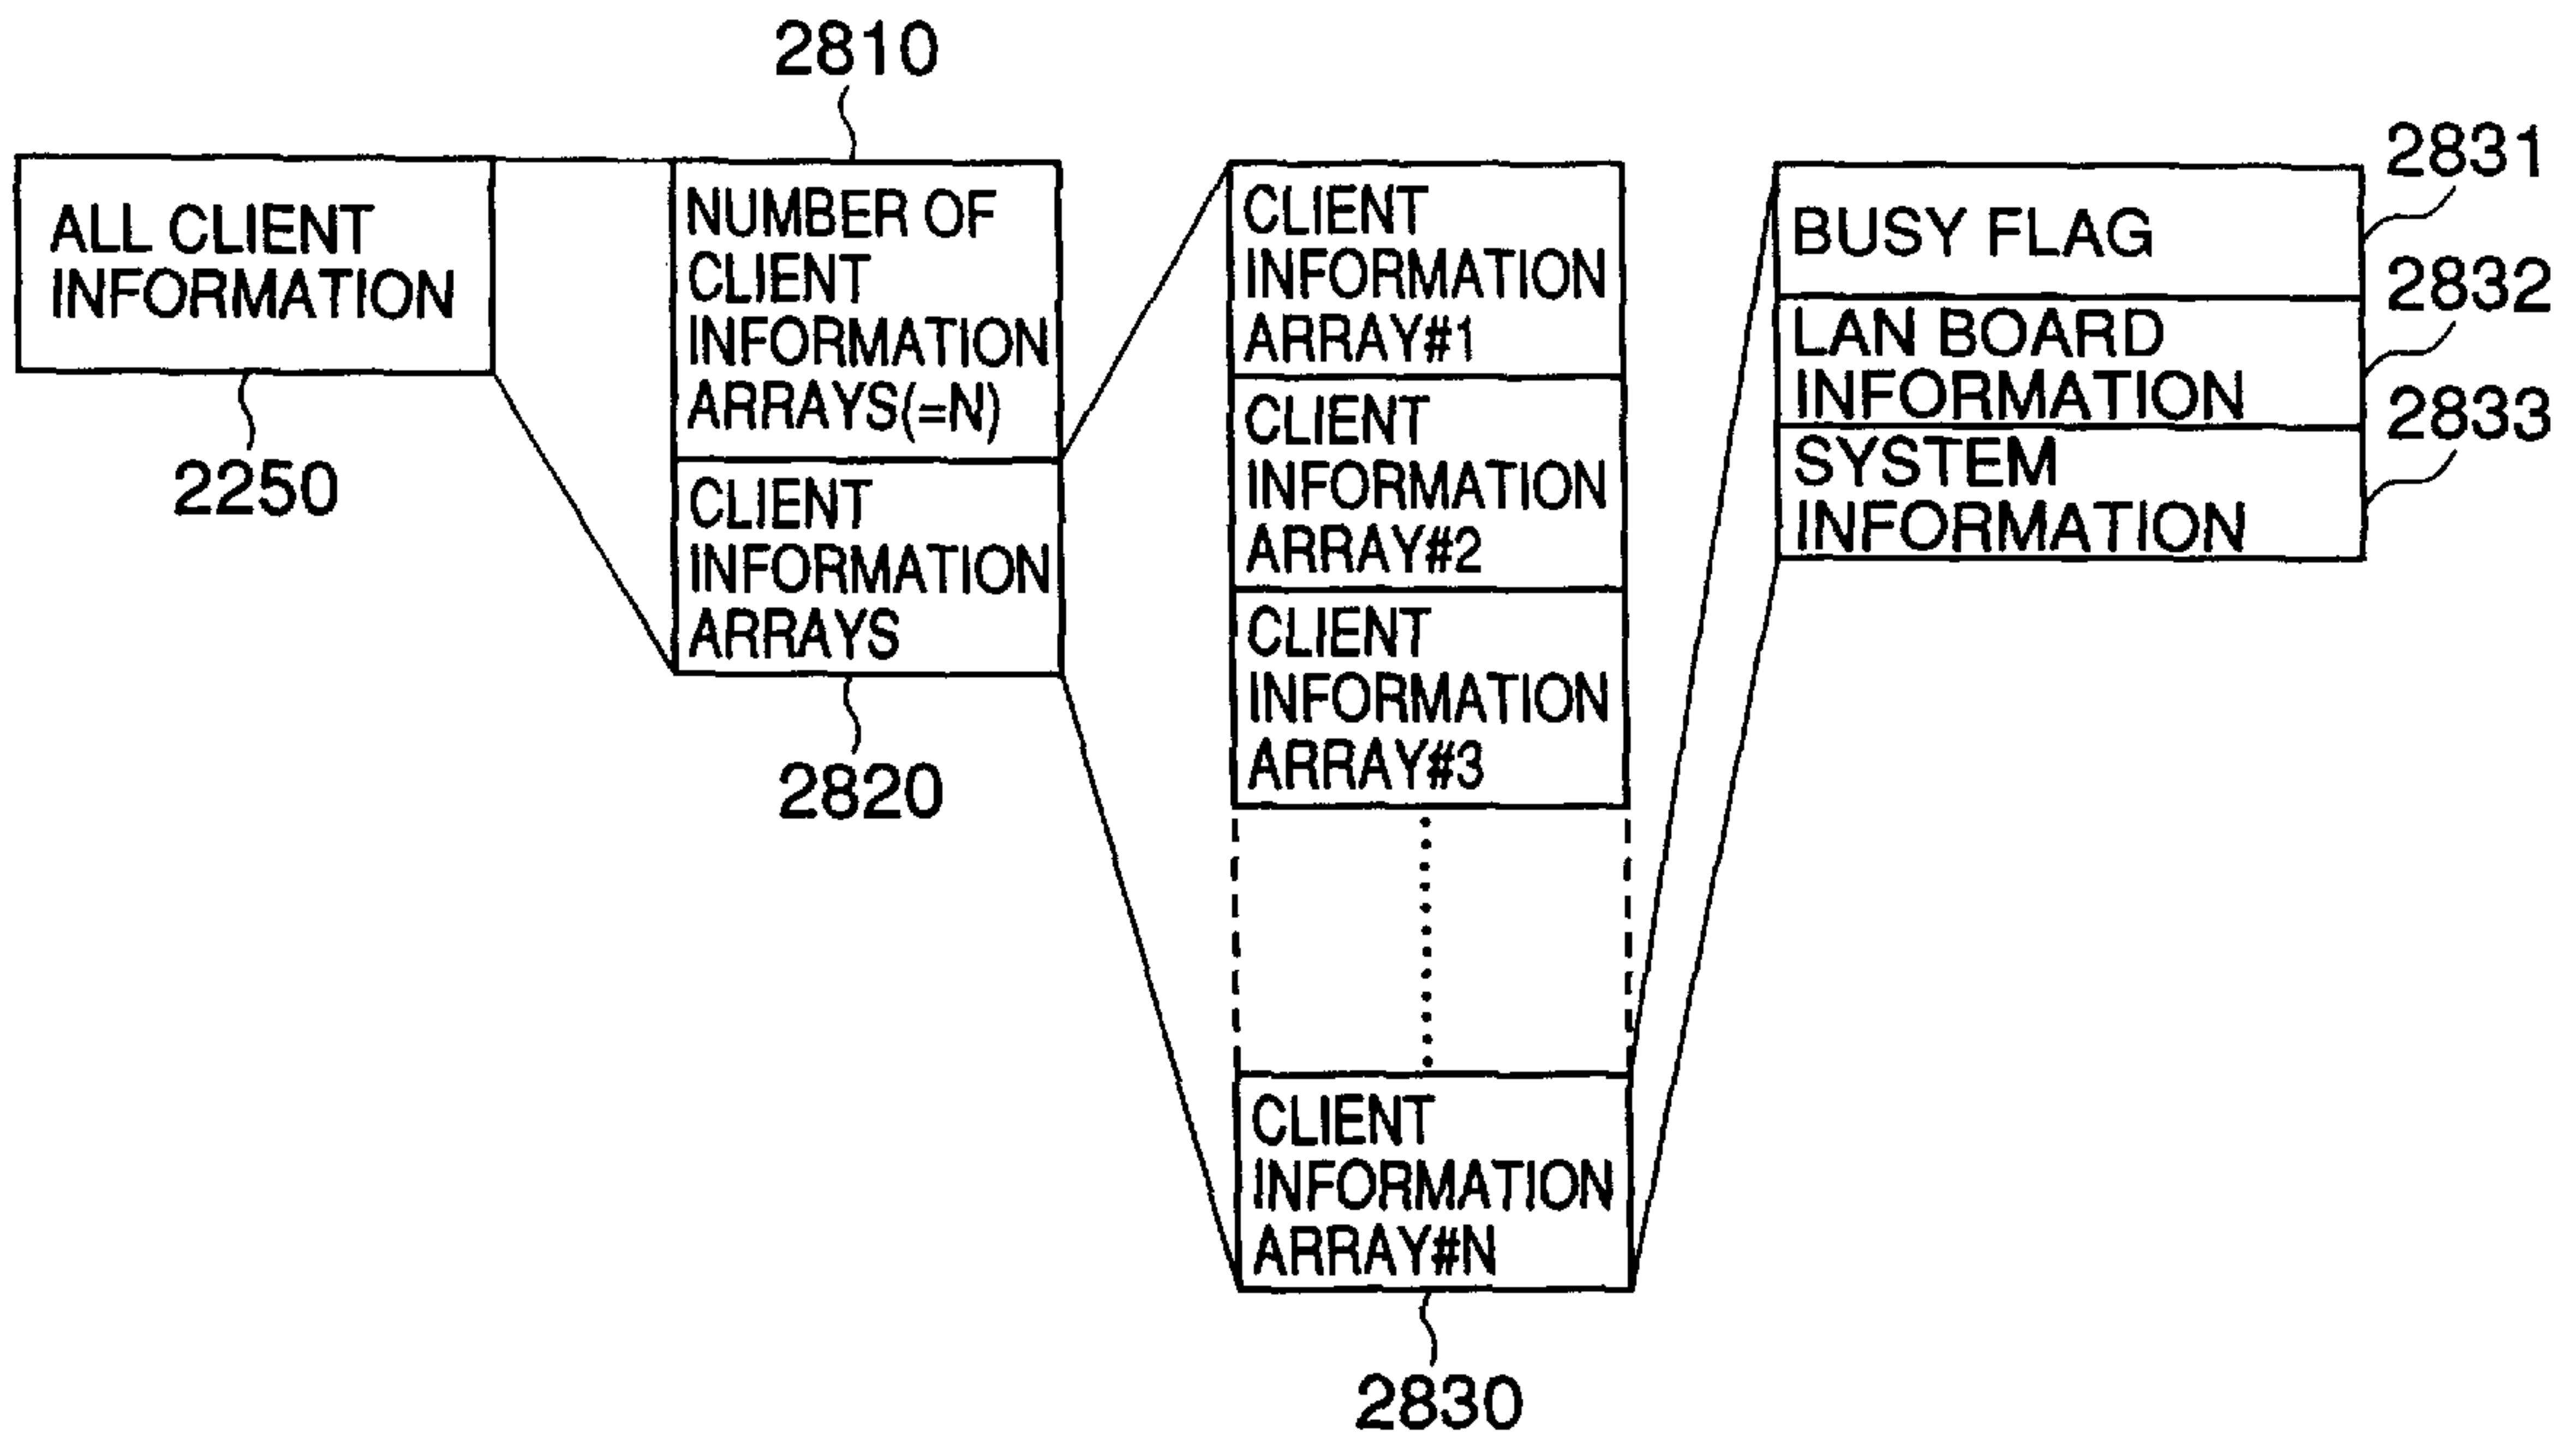 2810
ALL CLIENT
INFORMATION
2250
NUMBER OF
CLIENT
INFORMATION
ARRAYS(=N)
CLIENT
INFORMATION
ARRAYS
2820
CLIENT
INFORMATION
ARRAY#1
CLIENT
INFORMATION
ARRAY#2
CLIENT
INFORMATION
ARRAY#3
CLIENT
INFORMATION
ARRAY#N
2830
BUSY FLAG
2831
LAN BOARD
INFORMATION
2832
SYSTEM
INFORMATION
2833